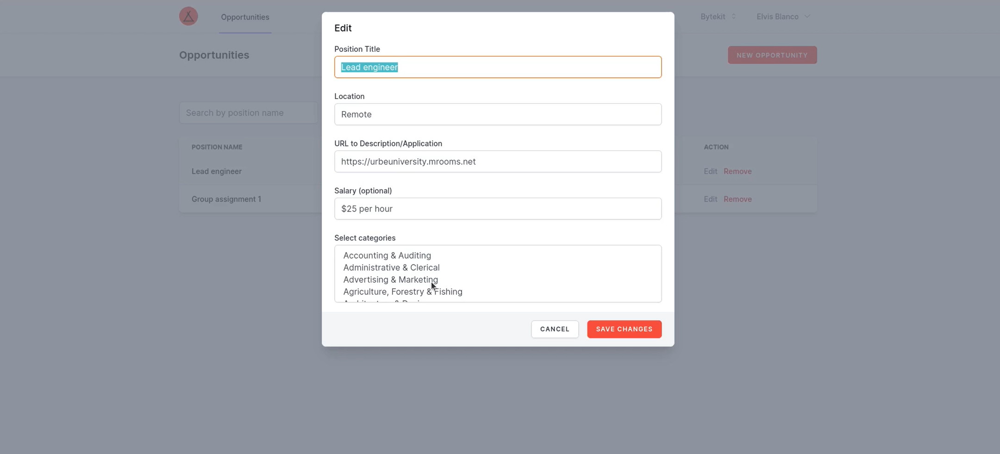 Opportunities
Bytekit
Elvis Blanco
Opportunities
NEW OPPORTUNITY
Search by position name
POSITION NAME
ACTION
Lead engineer
Edit Remove
Group assignment 1
Edit Remove
Edit
Position Title
Lead engineer
Location
Remote
URL to Description/Application
https://urbeuniversity.mrooms.net
Salary (optional)
$25 per hour
Select categories
Accounting & Auditing
Administrative & Clerical
Advertising & Marketing
Agriculture, Forestry & Fishing
CANCEL
SAVE CHANGES